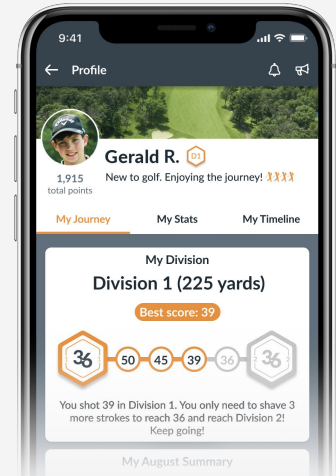 9:41
Profile
Gerald R. D1
1,915
total points
New to golf. Enjoying the journey!
My Journey My Stats My Timeline
My Division
Division 1 (225 yards)
Best score: 39
36 50 45 39 36 36
You shot 39 in Division 1. You only need to shave 3
more strokes to reach 36 and reach Division 2!
Keep going!
My August Summary